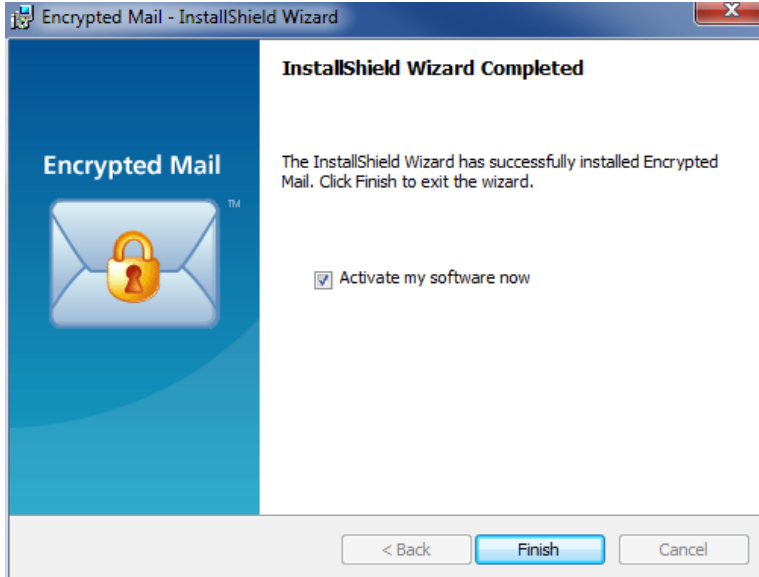 Encrypted Mail - InstallShield Wizard
InstallShield Wizard Completed
Encrypted Mail
TM
The InstallShield Wizard has successfully installed Encrypted
Mail. Click Finish to exit the wizard.
Activate my software now
< Back
Finish
Cancel